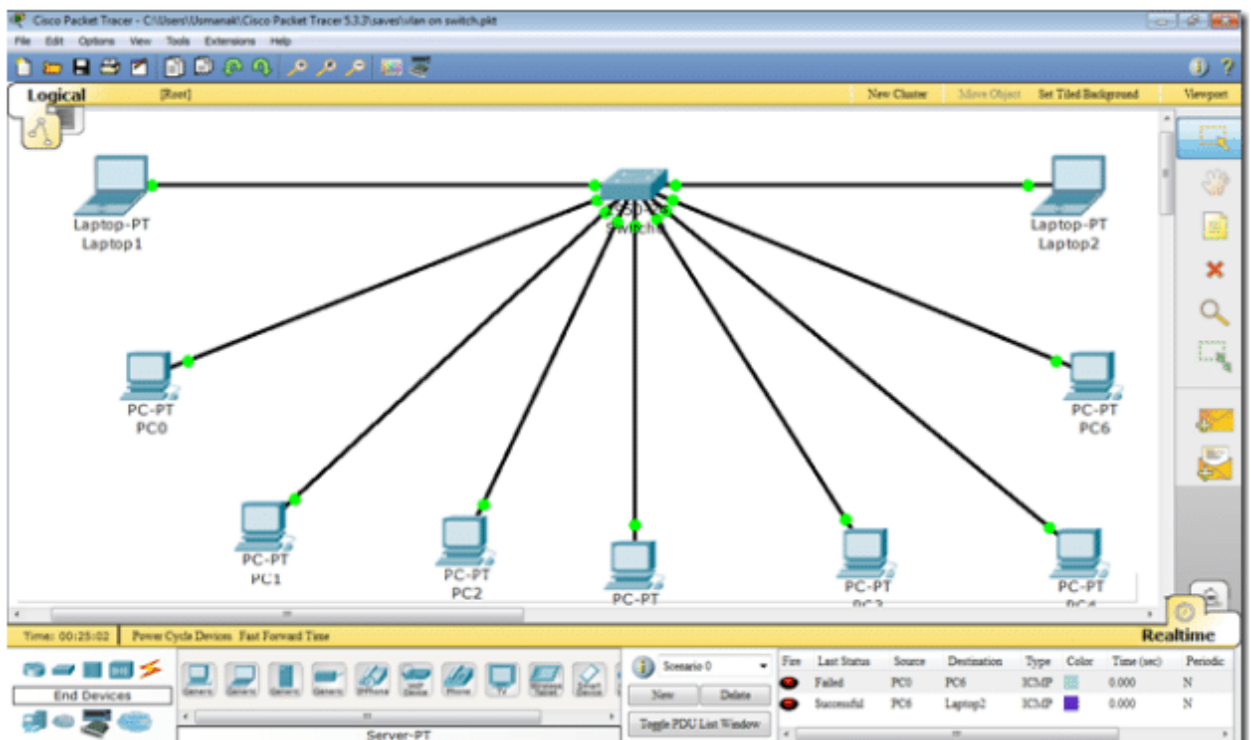 Cisco Packet Tracer - C:\Users\Usmanak\Cisco Packet Tracer 5.3.3\saves\vlan on switch.pkt
File Edit Options View Tools Extensions Help
Logical [Root] New Cluster Move Object Set Tiled Background Viewport
Laptop-PT
Laptop1
Laptop-PT
Laptop2
PC-PT
PC0
PC-PT
PC6
PC-PT
PC1
PC-PT
PC2
PC-PT
PC-PT
PC-PT
Time: 00:25:02 Power Cycle Devices Fast Forward Time Realtime
End Devices
Server-PT
Scenario 0
New Delete
Toggle PDU List Window
Fire Last Status Source Destination Type Color Time (sec) Periodic
Failed PC0 PC6 ICMP 0.000 N
Successful PC6 Laptop2 ICMP 0.000 N